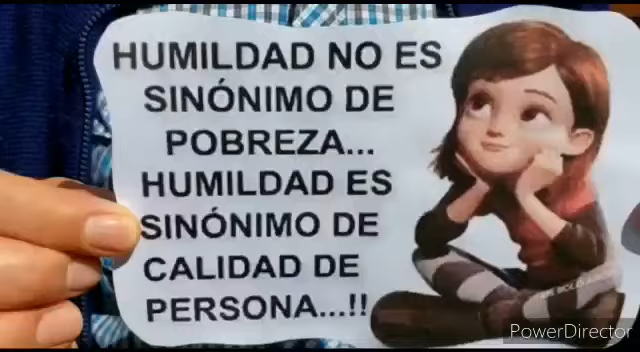 HUMILDAD NO ES
SINÓNIMO DE
POBREZA...
HUMILDAD ES
SINÓNIMO DE
CALIDAD DE
PERSONA...!!
PowerDirector